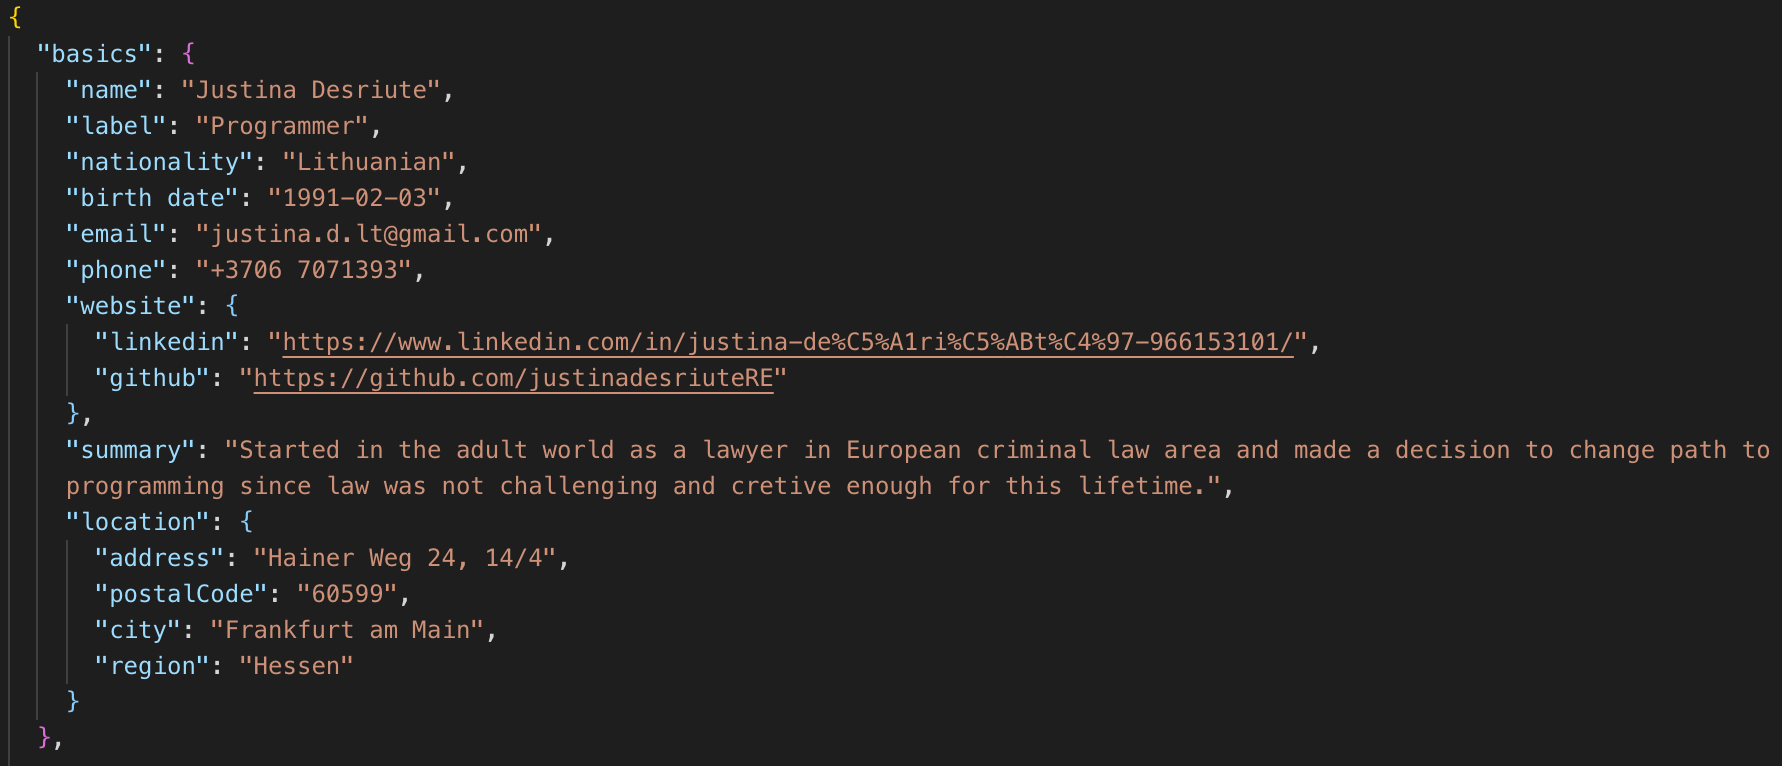 {
"basics": {
"name": "Justina Desriute",
"label": "Programmer",
"nationality": "Lithuanian",
"birth date": "1991-02-03",
"email": "justina.d.lt@gmail.com",
"phone": "+3706 7071393",
"website": {
"linkedin": "https://www.linkedin.com/in/justina-de%C5%A1ri%C5%ABt%C4%97-966153101/",
"github": "https://github.com/justinadesriuteRE"
},
"summary": "Started in the adult world as a lawyer in European criminal law area and made a decision to change path to
programming since law was not challenging and cretive enough for this lifetime.",
"location": {
"address": "Hainer Weg 24, 14/4",
"postalCode": "60599",
"city": "Frankfurt am Main",
"region": "Hessen"
}
},